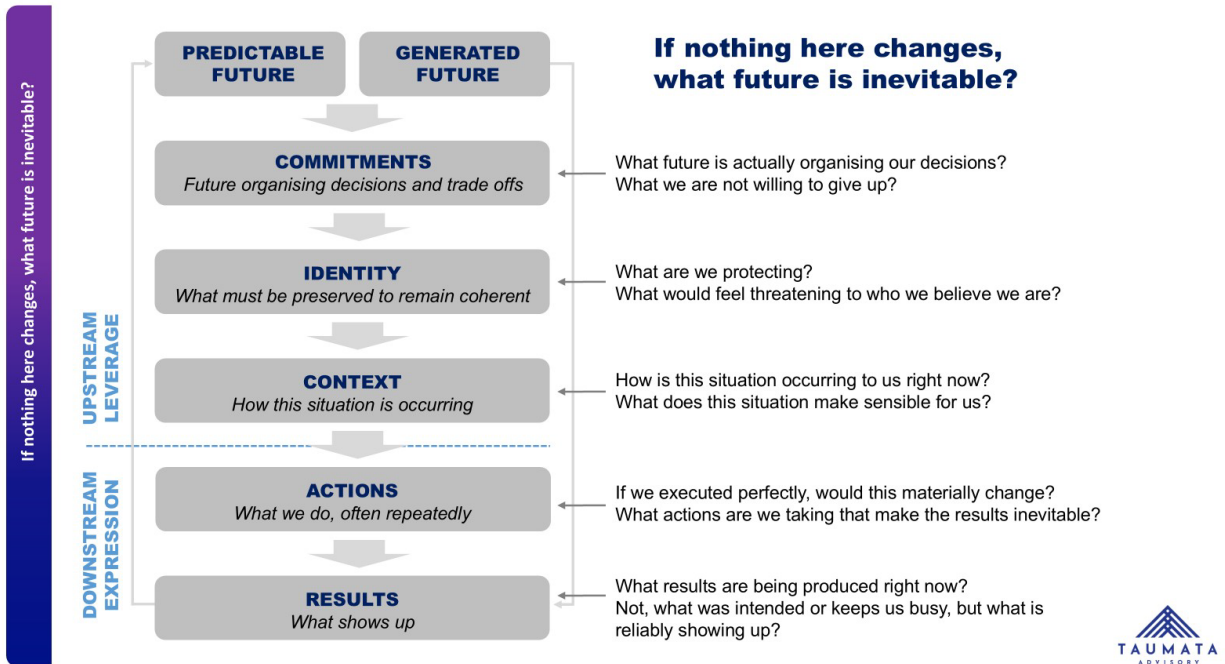 If nothing here changes, what future is inevitable?
PREDICTABLE
FUTURE
GENERATED
FUTURE
If nothing here changes,
what future is inevitable?
COMMITMENTS
Future organising decisions and trade offs
What future is actually organising our decisions?
What we are not willing to give up?
IDENTITY
What must be preserved to remain coherent
What are we protecting?
What would feel threatening to who we believe we are?
UPSTREAM
LEVERAGE
CONTEXT
How this situation is occurring
How is this situation occurring to us right now?
What does this situation make sensible for us?
DOWNSTREAM
EXPRESSION
ACTIONS
What we do, often repeatedly
If we executed perfectly, would this materially change?
What actions are we taking that make the results inevitable?
RESULTS
What shows up
What results are being produced right now?
Not, what was intended or keeps us busy, but what is
reliably showing up?
TAUMATA
ADVISORY